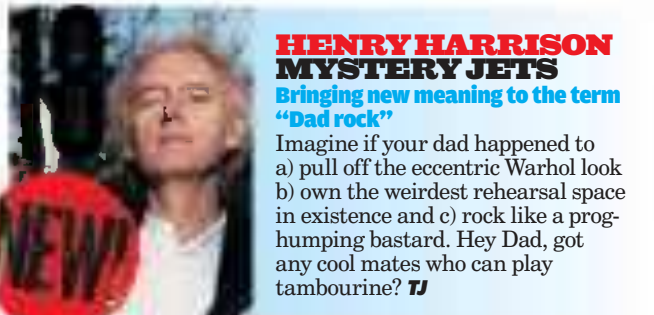 HENRY HARRISON
MYSTERY JETS
Bringing new meaning to the term
“Dad rock”
Imagine if your dad happened to
a) pull off the eccentric Warhol look
b) own the weirdest rehearsal space
in existence and c) rock like a prog-
humping bastard. Hey Dad, got
any cool mates who can play
tambourine? TJ
NEW!